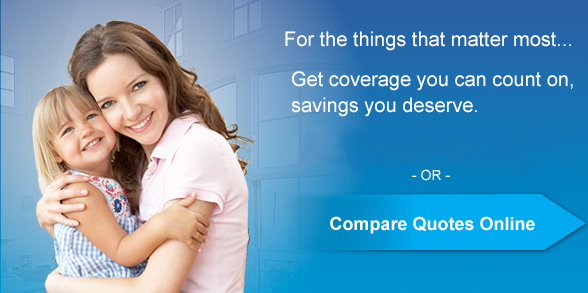 For the things that matter most...
Get coverage you can count on,
savings you deserve.
- OR -
Compare Quotes Online